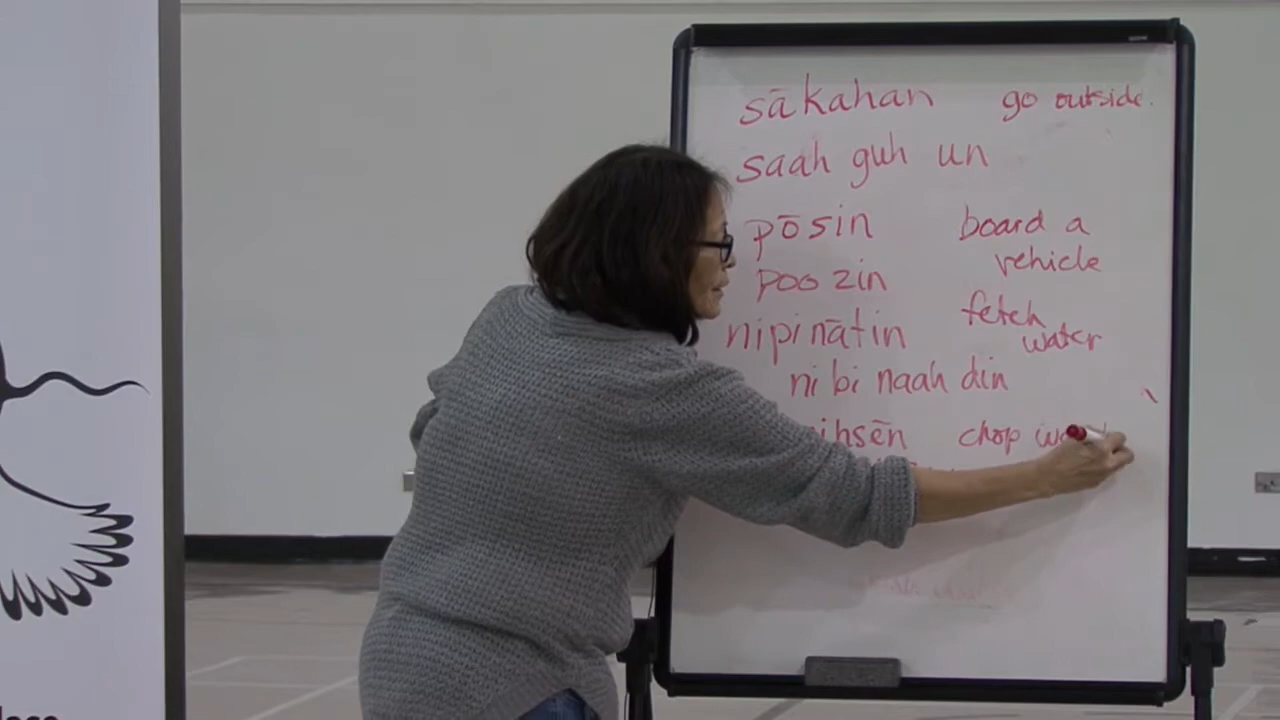 sākahan go outside.
saah guh un
pōsin board a
vehicle
poo zin
nipinātin fetch
water
ni bi naah din
ihsēn chop